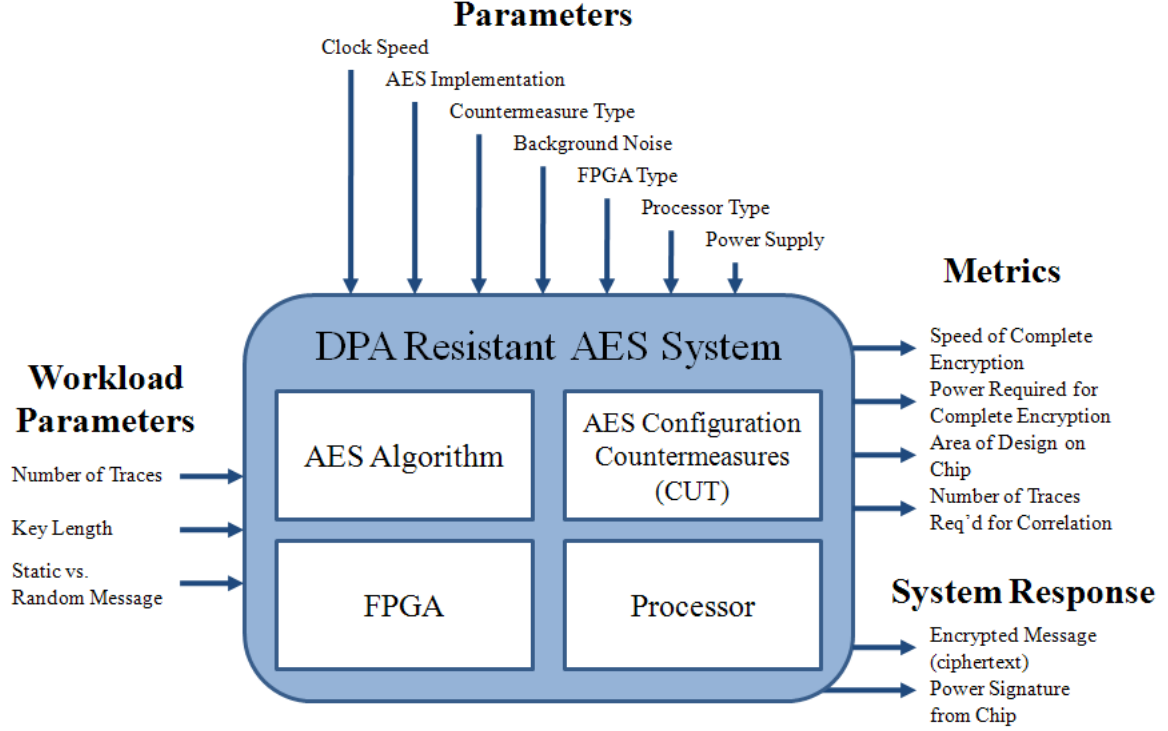 Parameters
Clock Speed
AES Implementation
Countermeasure Type
Background Noise
FPGA Type
Processor Type
Power Supply
Workload
Parameters
Number of Traces
Key Length
Static vs.
Random Message
DPA Resistant AES System
AES Algorithm
AES Configuration
Countermeasures
(CUT)
FPGA
Processor
Metrics
Speed of Complete
Encryption
Power Required for
Complete Encryption
Area of Design on
Chip
Number of Traces
Req’d for Correlation
System Response
Encrypted Message
(ciphertext)
Power Signature
from Chip